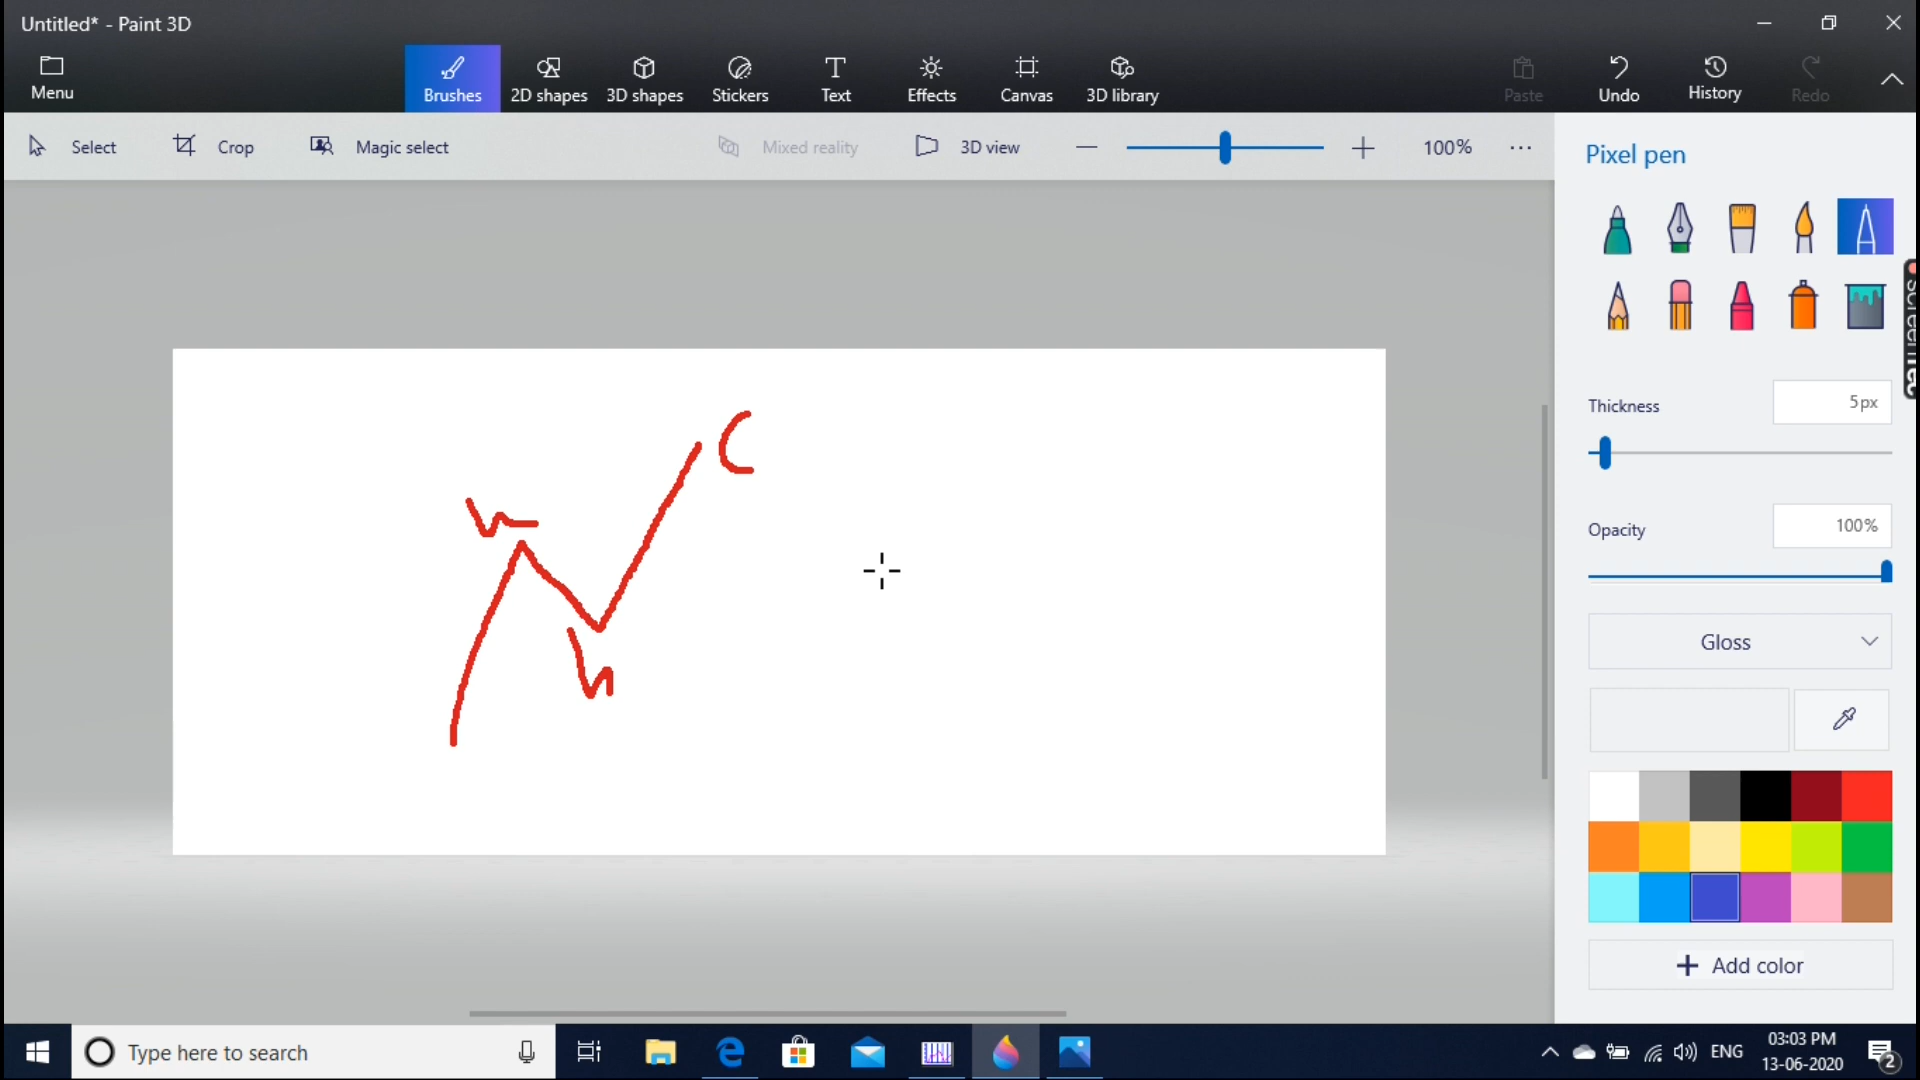 Untitled* - Paint 3D
Menu
Brushes
2D shapes
3D shapes
Stickers
Text
Effects
Canvas
3D library
Paste
Undo
History
Redo
Select
Crop
Magic select
Mixed reality
3D view
100%
Pixel pen
Thickness
5px
Opacity
100%
Gloss
Add color
C
Type here to search
ENG
03:03 PM
13-06-2020
2